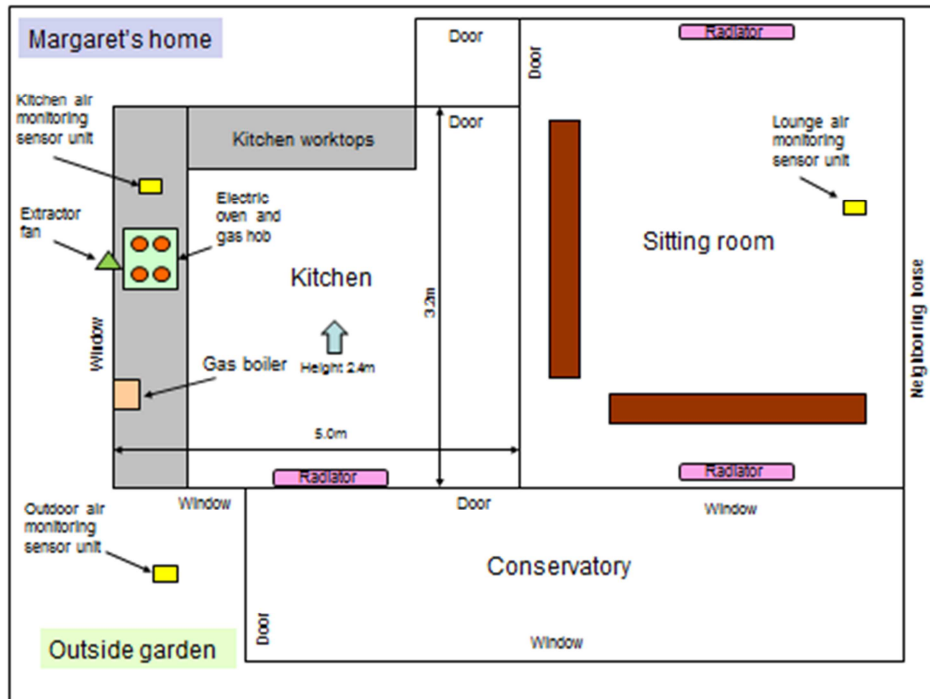 Margaret's home
Kitchen air
monitoring
sensor unit
Extractor
fan
Window
Kitchen worktops
Electric
oven and
gas hob
Kitchen
Height 2.4m
Gas boiler
5.0m
3.2m
Radiator
Door
Door
Door
Radiator
Lounge air
monitoring
sensor unit
Sitting room
Radiator
Neighbouring house
Outdoor air
monitoring
sensor unit
Window
Door
Window
Conservatory
Door
Window
Outside garden